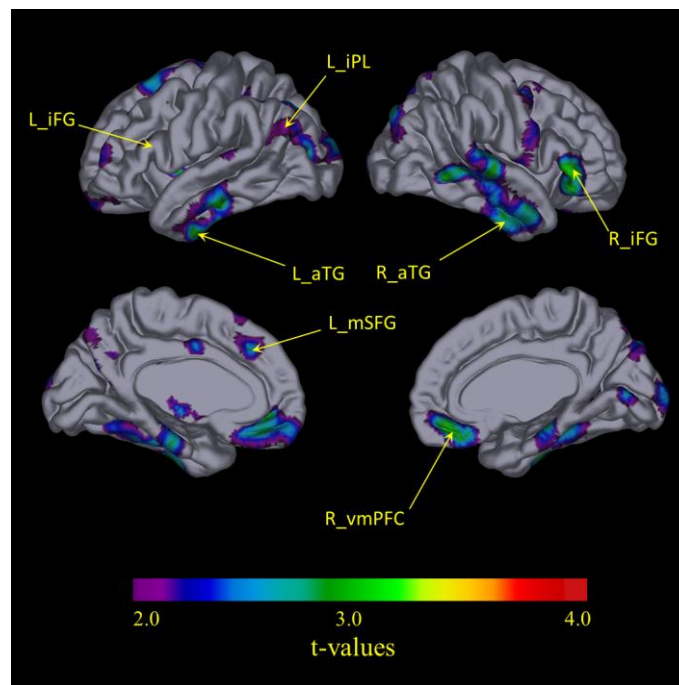 L_iPL
L_iFG
R_iFG
L_aTG
R_aTG
L_mSFG
R_vmPFC
2.0 3.0 4.0
t-values